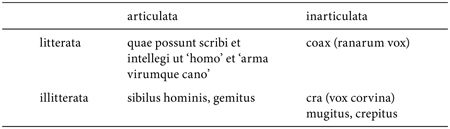 articulata inarticulata
litterata quae possunt scribi et coax (ranarum vox)
intellegi ut ‘homo’ et ‘arma
virumque cano’
illitterata sibilus hominis, gemitus cra (vox corvina)
mugitus, crepitus